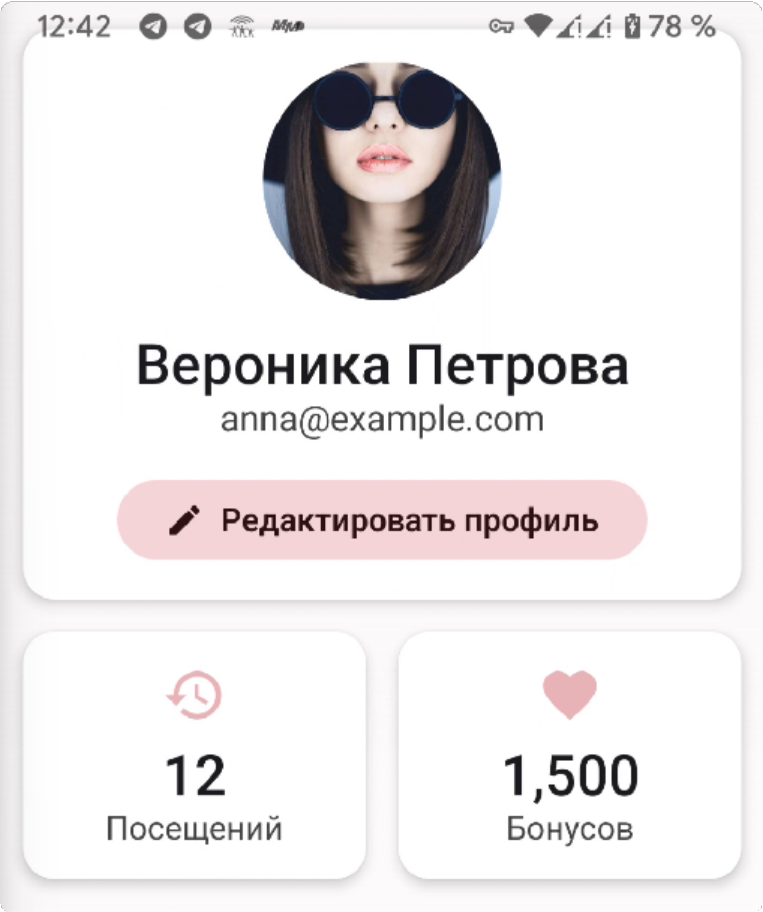 12:42 78 %
Вероника Петрова
anna@example.com
Редактировать профиль
12
Посещений
1,500
Бонусов